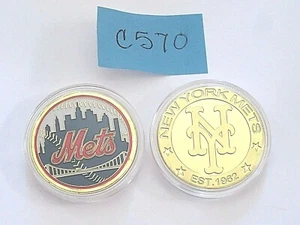 C570
Mets
NEW YORK METS
NY
EST. 1962